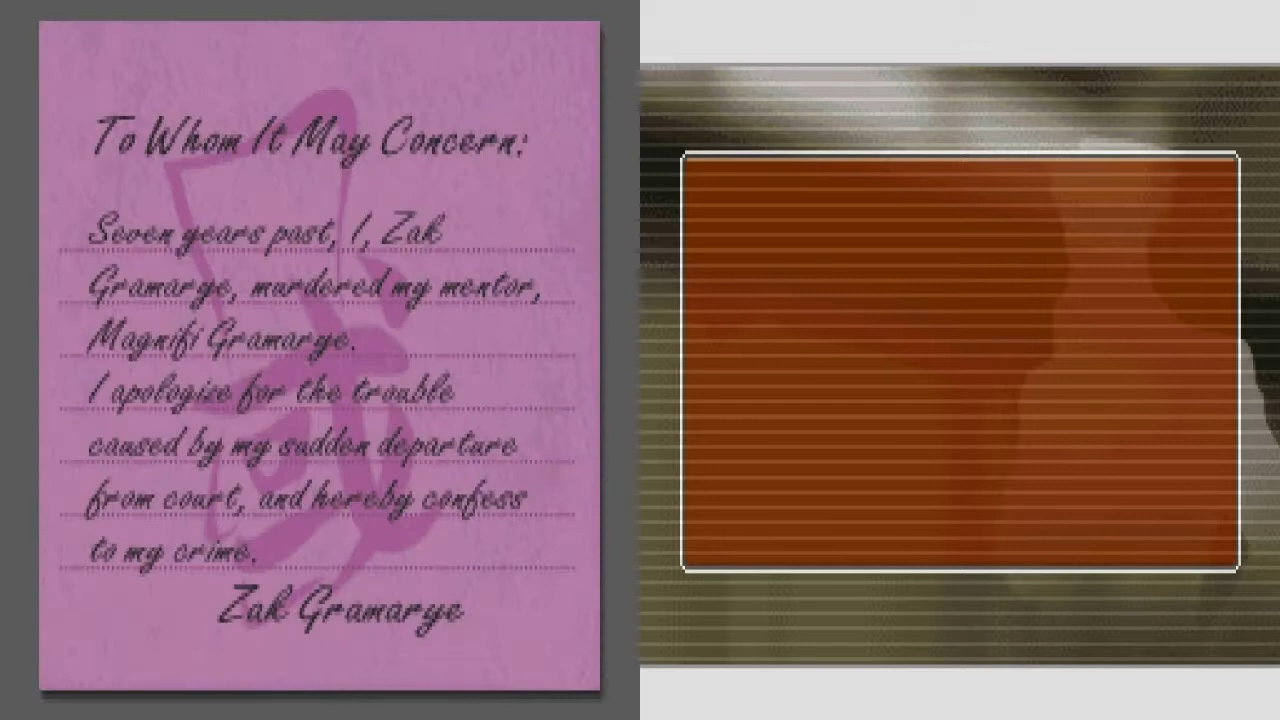 To Whom It May Concern:
Seven years past, I, Zak
Gramarye, murdered my mentor,
Magnifi Gramarye.
I apologize for the trouble
caused by my sudden departure
from court, and hereby confess
to my crime.
Zak Gramarye